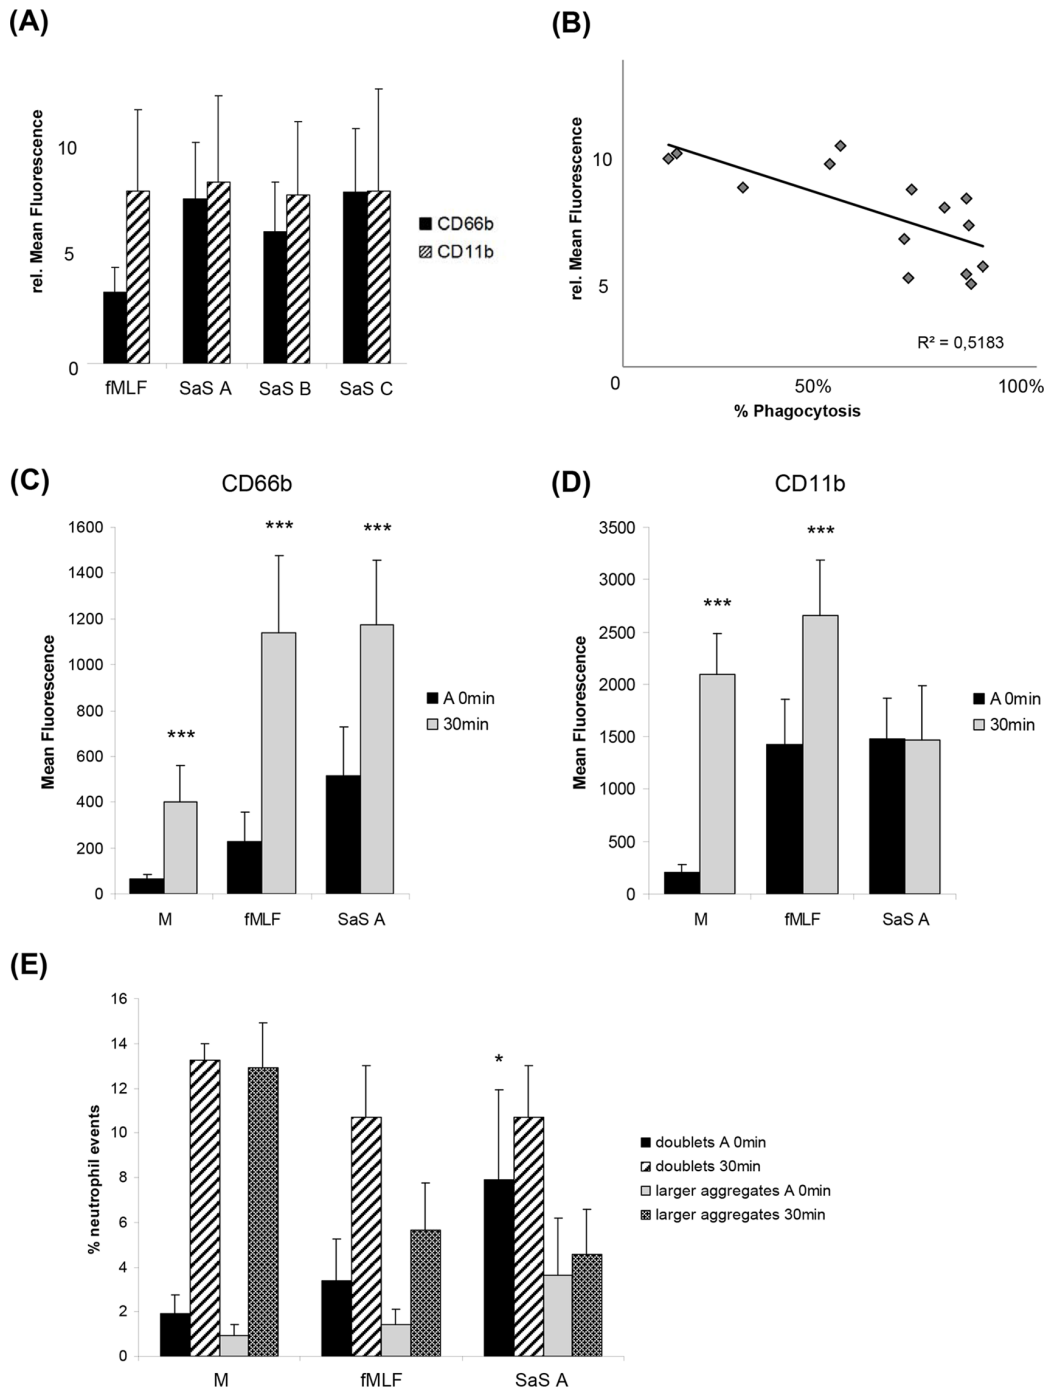 (A)
rel. Mean Fluorescence
10
5
0
fMLF SaS A SaS B SaS C
CD66b
CD11b
(B)
rel. Mean Fluorescence
10
5
R² = 0,5183
0 50% 100%
% Phagocytosis
(C)
CD66b
Mean Fluorescence
1600
1400
1200
1000
800
600
400
200
0
***
***
***
M fMLF SaS A
A 0min
30min
(D)
CD11b
Mean Fluorescence
3500
3000
2500
2000
1500
1000
500
0
***
***
M fMLF SaS A
A 0min
30min
(E)
% neutrophil events
16
14
12
10
8
6
4
2
0
*
M fMLF SaS A
doublets A 0min
doublets 30min
larger aggregates A 0min
larger aggregates 30min